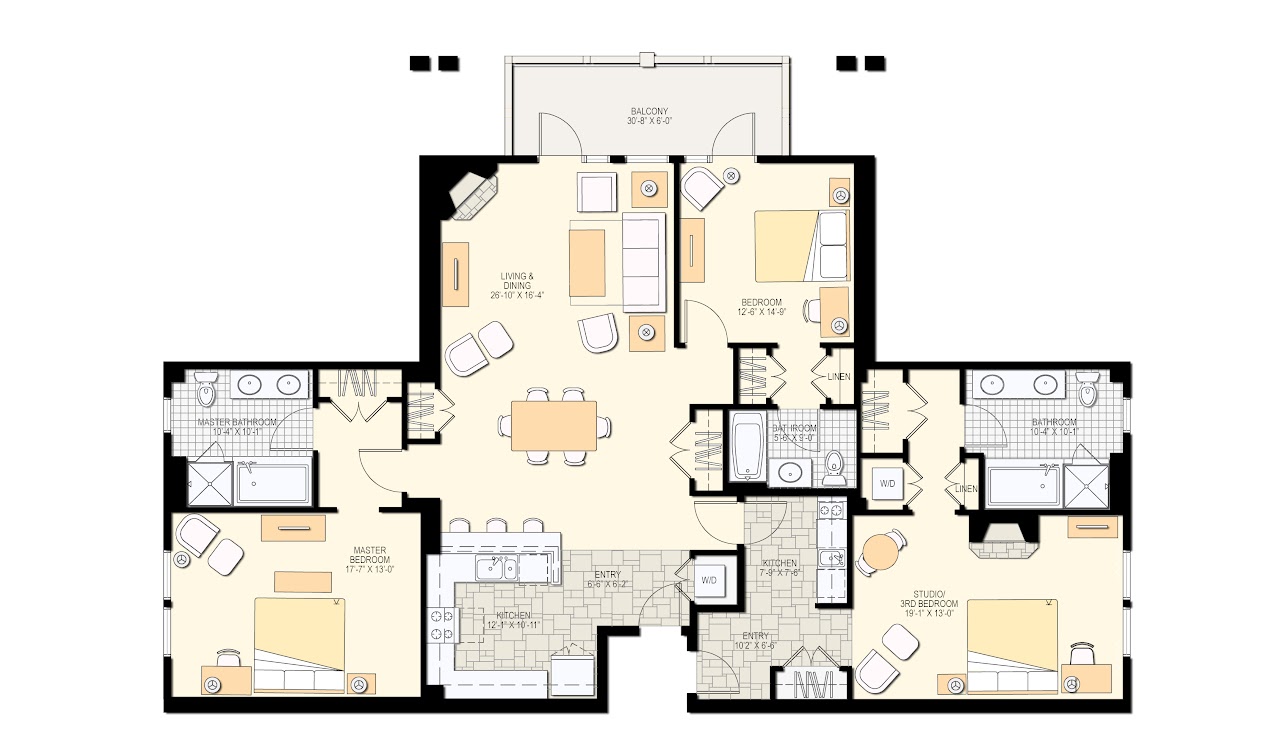 BALCONY
30'-8" X 6'-0"
LIVING &
DINING
26'-10" X 16'-4"
BEDROOM
12'-6" X 14'-9"
LINEN
MASTER BATHROOM
10'-4" X 10'-1"
BATHROOM
5'-6" X 9'-0"
BATHROOM
10'-4" X 10'-1"
W/D
LINEN
MASTER
BEDROOM
17'-7" X 13'-0"
KITCHEN
7'-9" X 7'-6"
ENTRY
6'-6" X 6'-2"
W/D
STUDIO/
3RD BEDROOM
19'-1" X 13'-0"
KITCHEN
12'-1" X 10'-11"
ENTRY
10'2" X 6'-6"